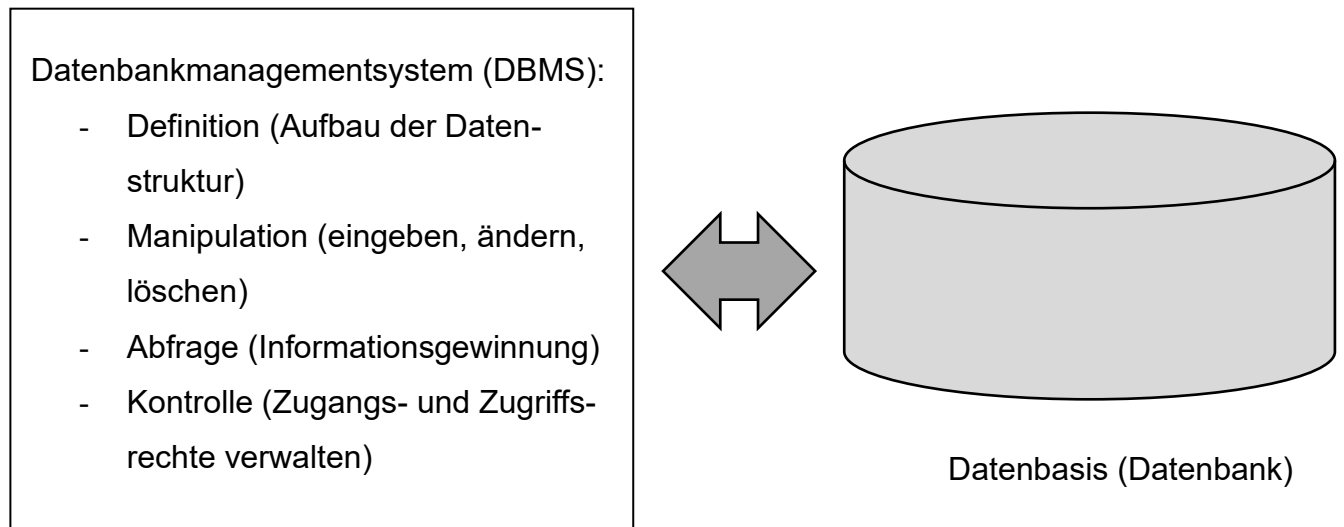 Datenbankmanagementsystem (DBMS):
- Definition (Aufbau der Daten-
struktur)
- Manipulation (eingeben, ändern,
löschen)
- Abfrage (Informationsgewinnung)
- Kontrolle (Zugangs- und Zugriffs-
rechte verwalten)
Datenbasis (Datenbank)